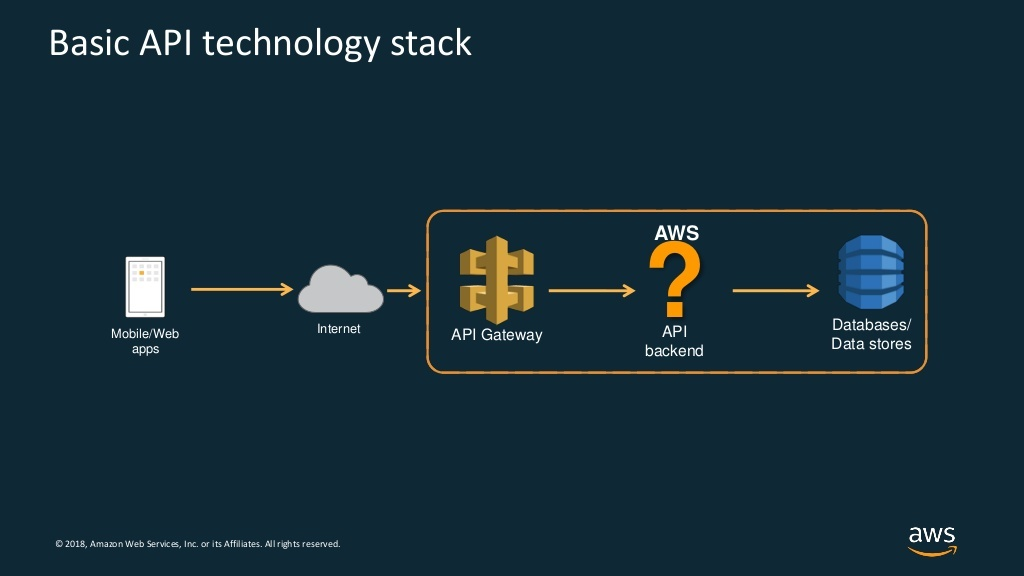 Basic API technology stack
AWS
?
Mobile/Web
apps
Internet
API Gateway
API
backend
Databases/
Data stores
© 2018, Amazon Web Services, Inc. or its Affiliates. All rights reserved.
aws